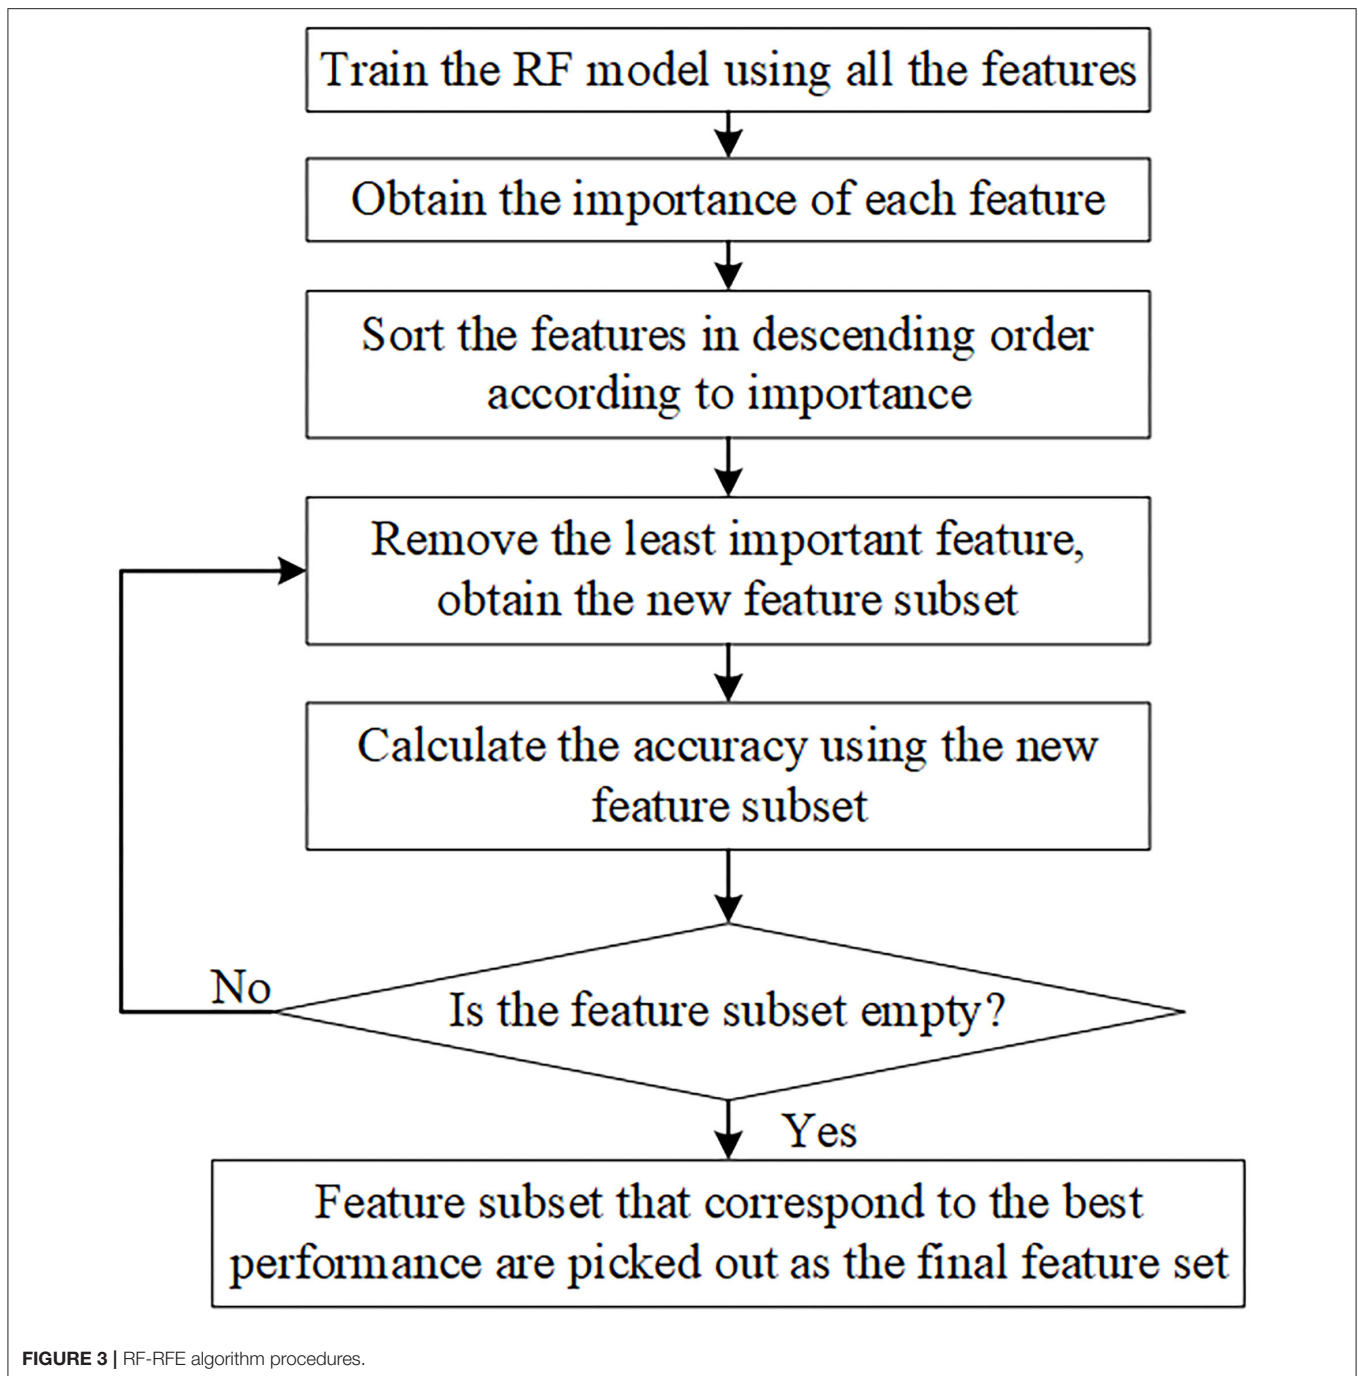 Train the RF model using all the features
Obtain the importance of each feature
Sort the features in descending order
according to importance
Remove the least important feature,
obtain the new feature subset
Calculate the accuracy using the new
feature subset
Is the feature subset empty?
No
Yes
Feature subset that correspond to the best
performance are picked out as the final feature set
FIGURE 3 | RF-RFE algorithm procedures.